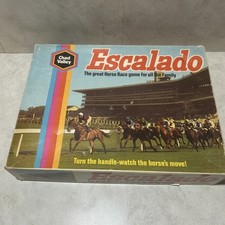 Chad
Valley
Escalado
The great Horse Race game for all the Family
Turn the handle-watch the horse's move!